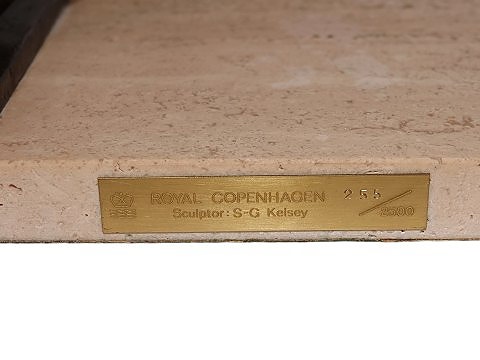 ROYAL COPENHAGEN 255/2500
Sculptor: S-G Kelsey